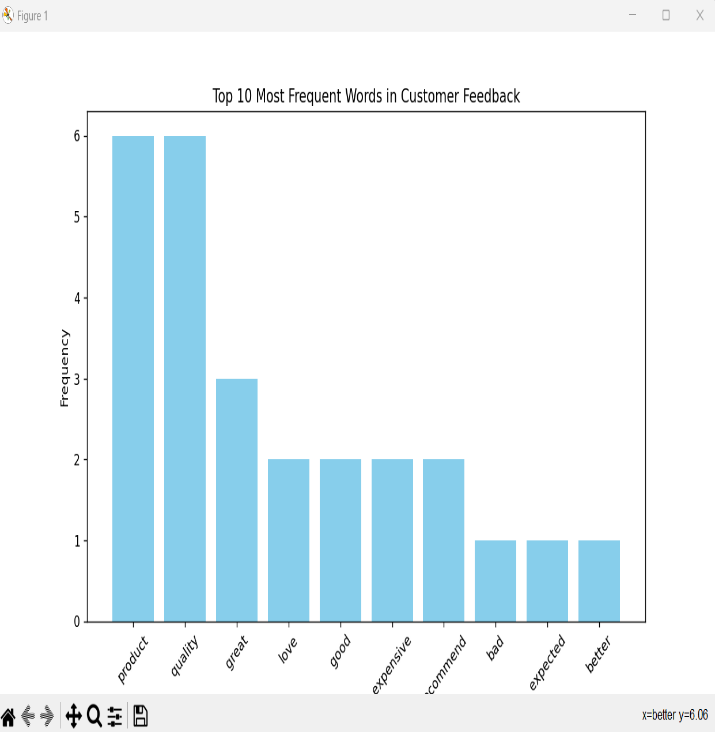 Figure 1
Top 10 Most Frequent Words in Customer Feedback
Frequency
6
5
4
3
2
1
0
product
quality
great
love
good
expensive
commend
bad
expected
better
x=better y=6.06